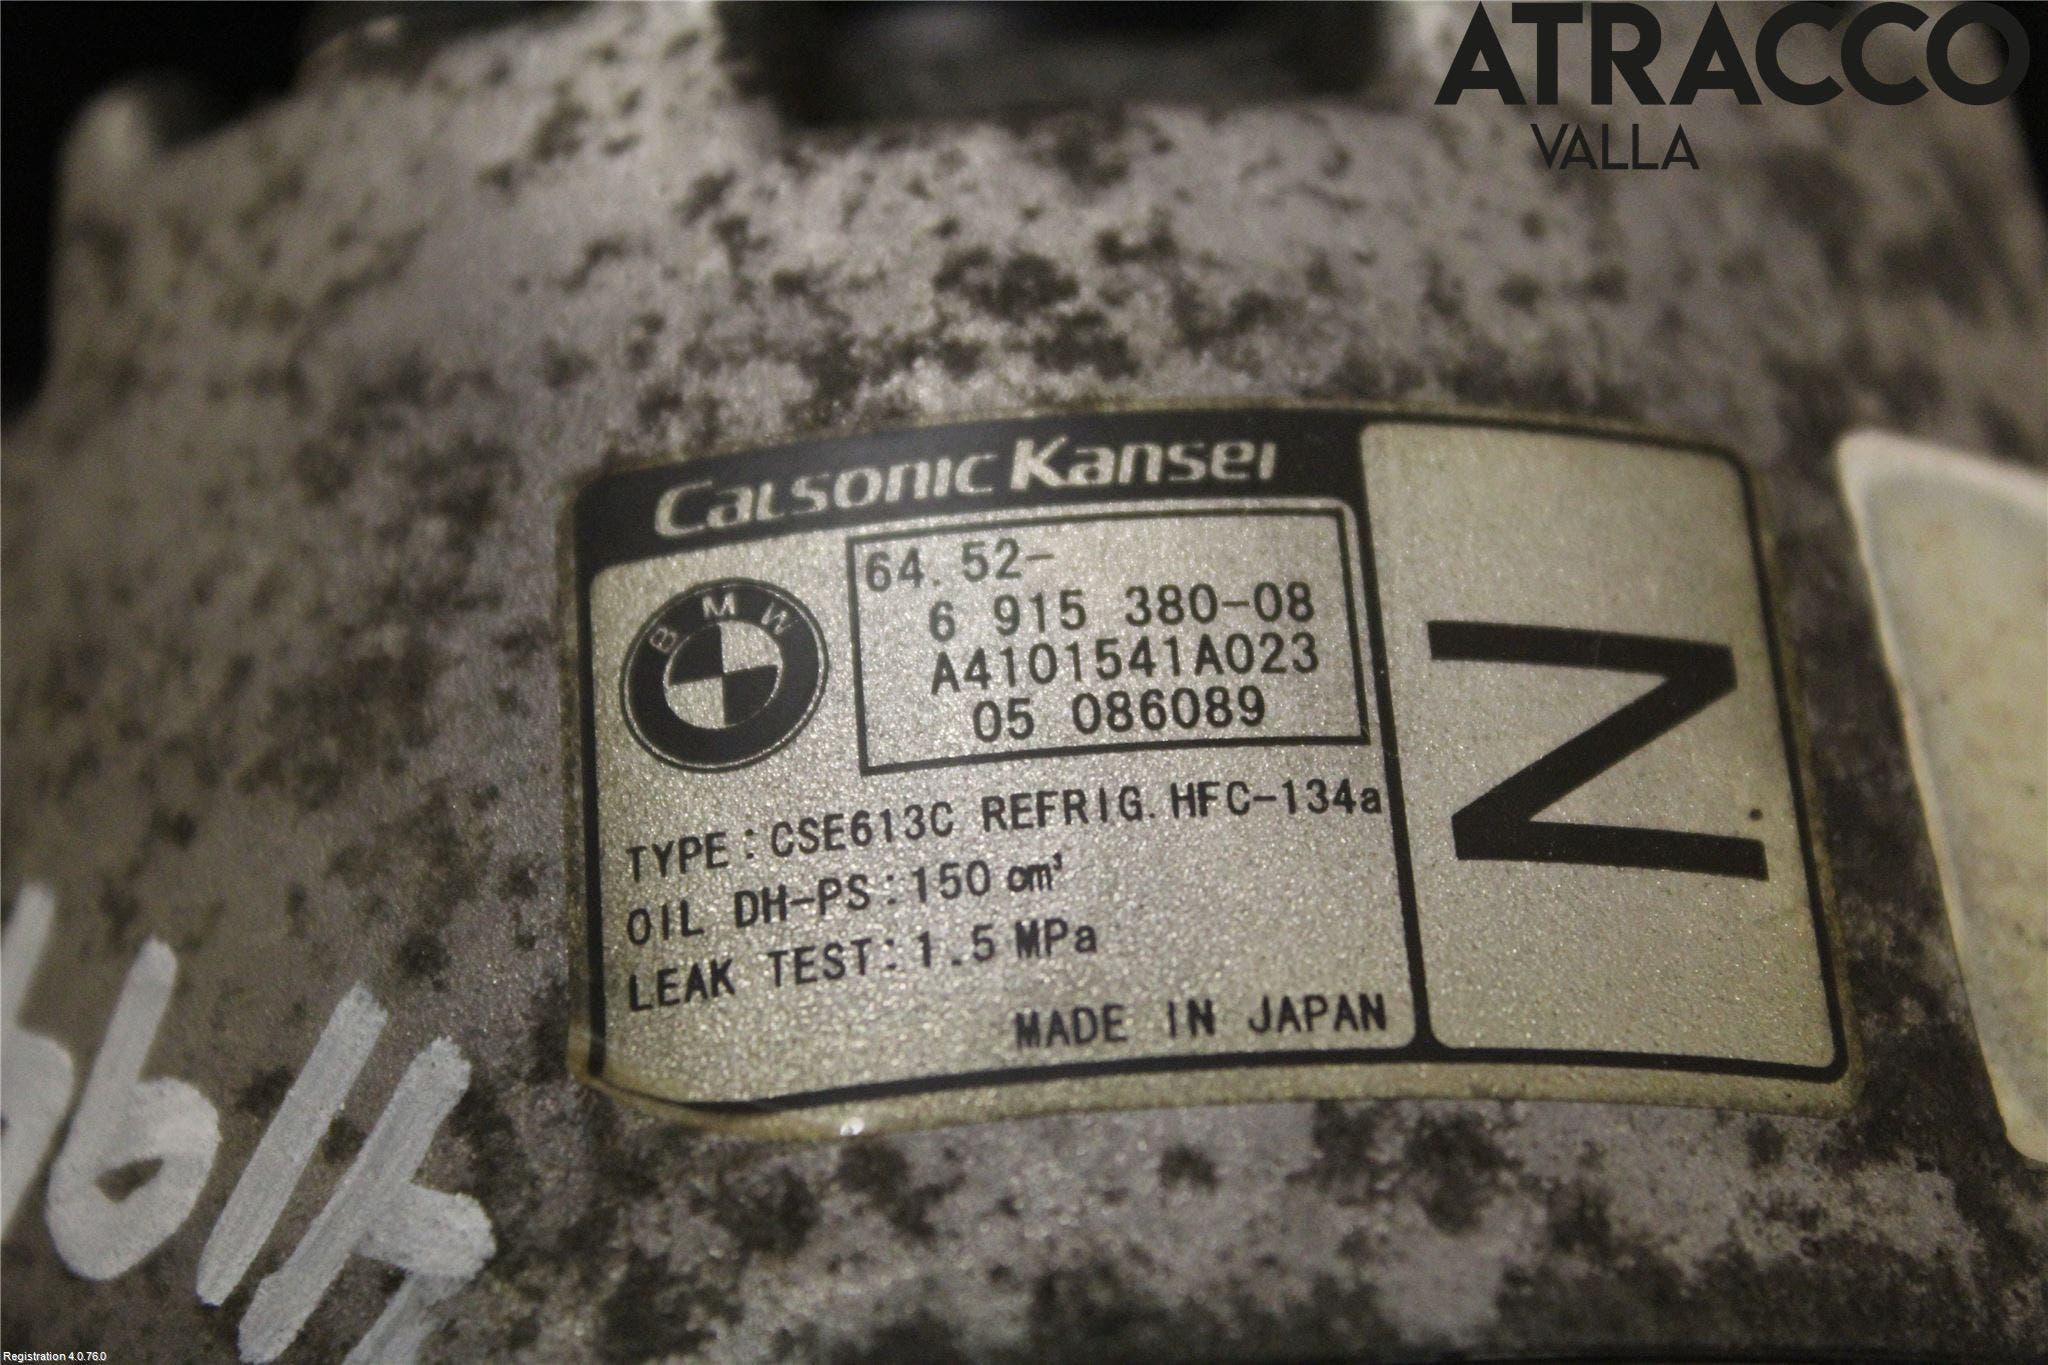 ATRACCO
VALLA
Calsonic Kansei
BMW
64.52-
6 915 380-08
A4101541A023
05 086089
N
TYPE:CSE613C REFRIG.HFC-134a
OIL DH-PS:150 cm³
LEAK TEST:1.5 MPa
MADE IN JAPAN
Registration 4.0.76.0